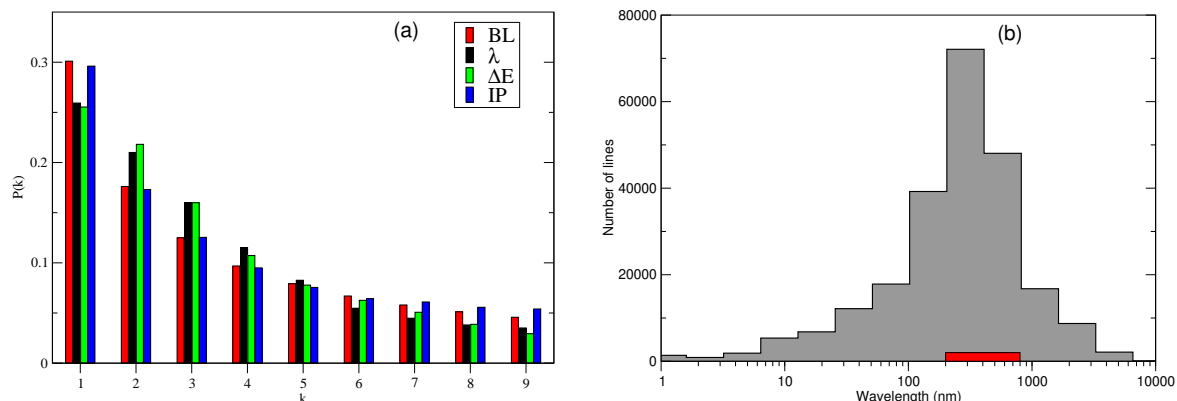 (a)
BL
λ
ΔE
IP
P(k)
0.3
0.2
0.1
0
1 2 3 4 5 6 7 8 9
k
(b)
Number of lines
80000
60000
40000
20000
0
1 10 100 1000 10000
Wavelength (nm)